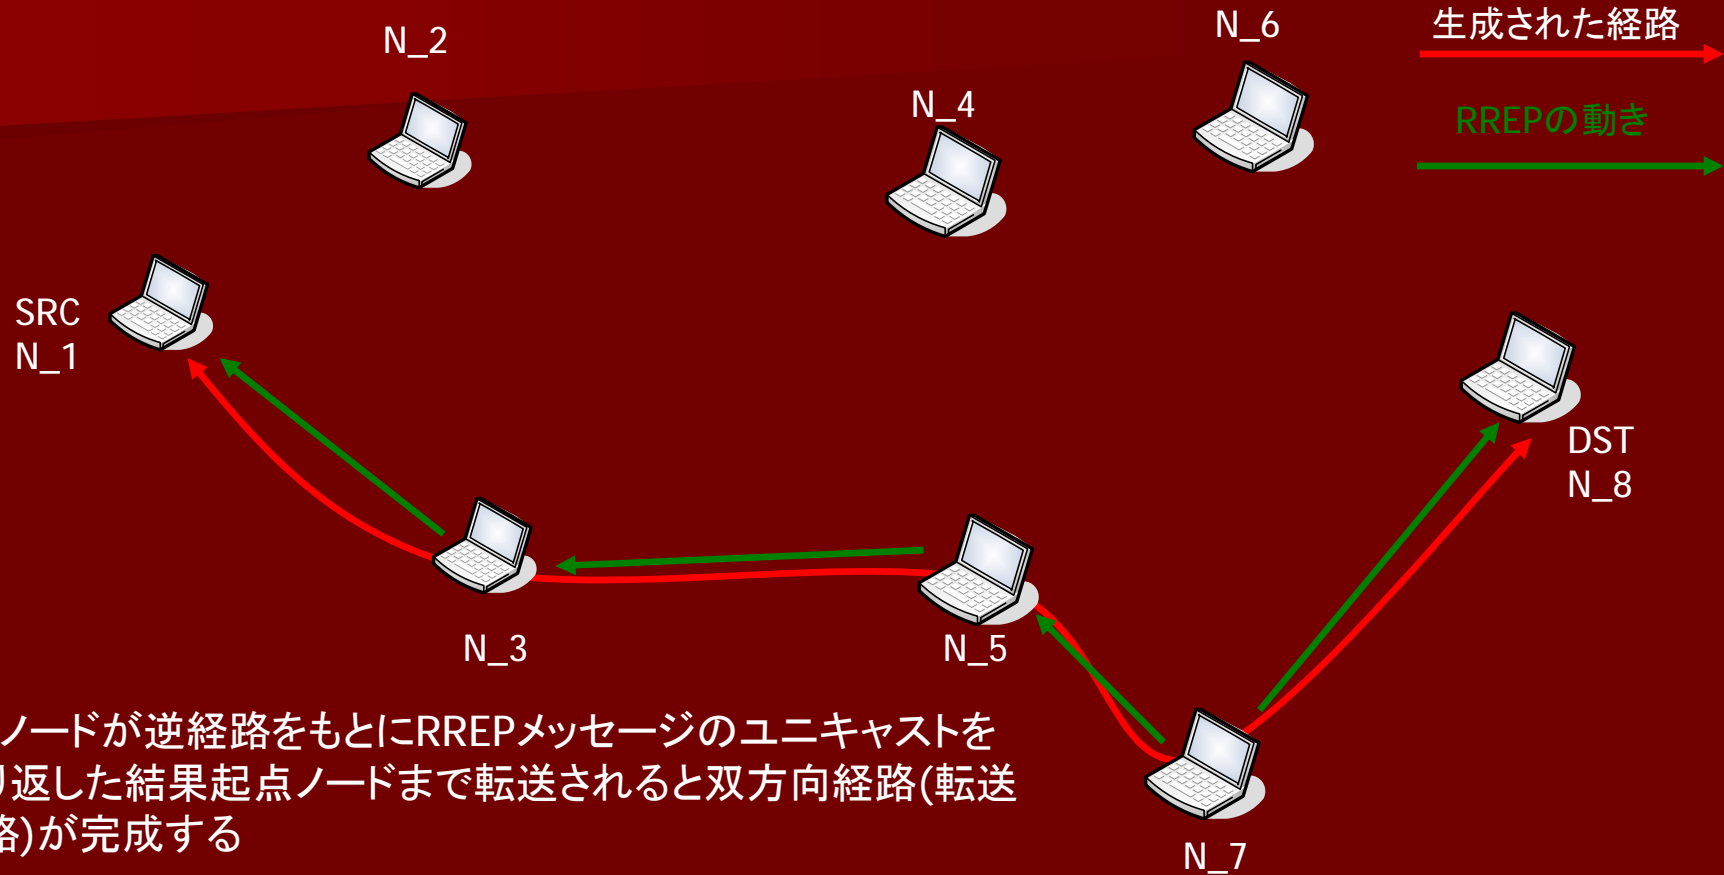 N_2
N_6
生成された経路
N_4
RREPの動き
SRC
N_1
DST
N_8
N_3
N_5
ノードが逆経路をもとにRREPメッセージのユニキャストを
り返した結果起点ノードまで転送されると双方向経路(転送
路)が完成する
N_7